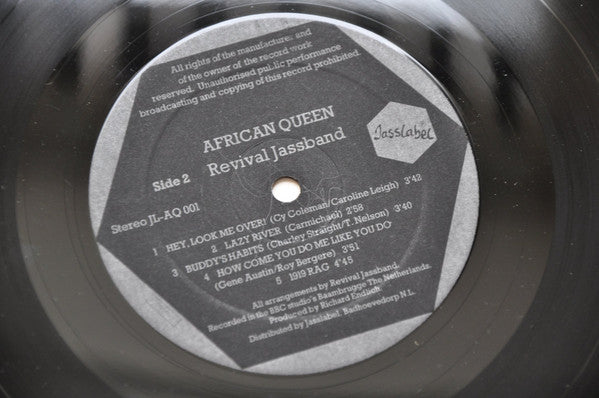 All rights of the manufacturer and
of the owner of the record work
reserved. Unauthorised public performance
broadcasting and copying of this record prohibited.
AFRICAN QUEEN
Revival Jassband
Jasslabel
Side 2
Stereo JL-AQ 001
1 HEY, LOOK ME OVER! (Cy Coleman/Caroline Leigh) 3'42
2 LAZY RIVER (Carmichael) 2'58
3 BUDDY'S HABITS (Charley Straight/T. Nelson) 3'40
4 HOW COME YOU DO ME LIKE YOU DO
(Gene Austin/Roy Bergere) 3'51
5 1919 RAG 4'45
All arrangements by Revival Jassband.
Recorded in the BBC studio's Baambrugge The Netherlands.
Produced by Richard Endlich.
Distributed by Jasslabel. Badhoevedorp N.L.